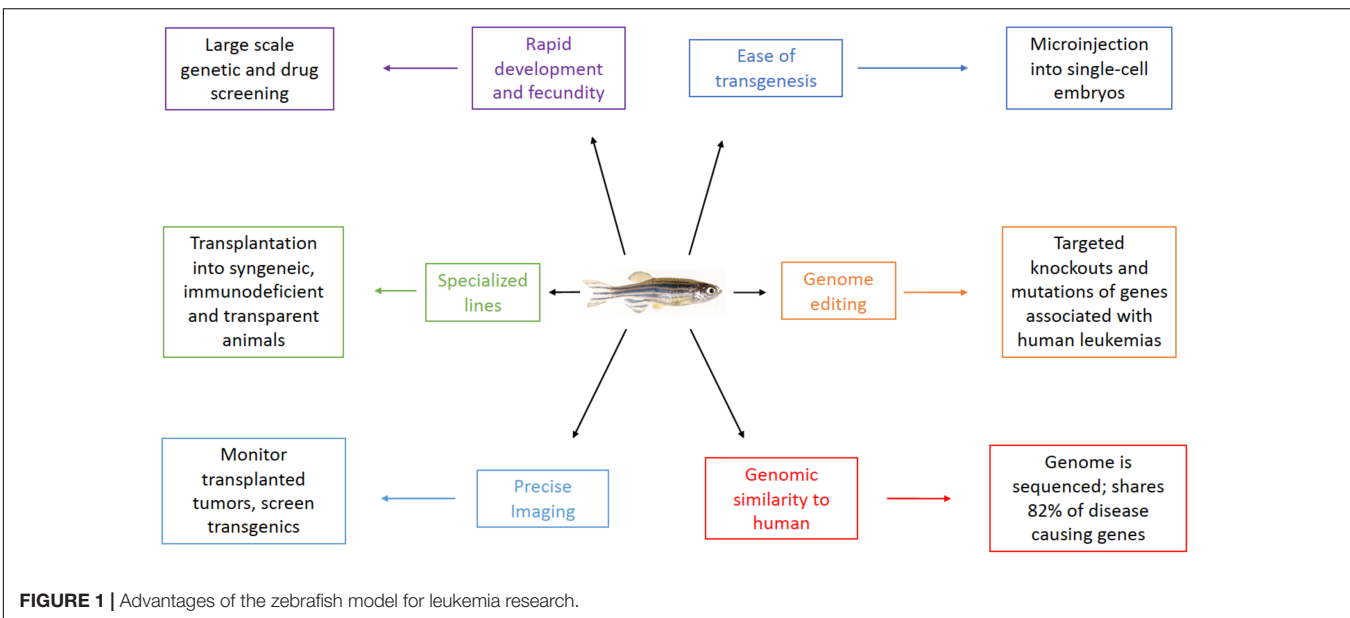 Large scale
genetic and drug
screening
Rapid
development
and fecundity
Ease of
transgenesis
Microinjection
into single-cell
embryos
Transplantation
into syngeneic,
immunodeficient
and transparent
animals
Specialized
lines
Genome
editing
Targeted
knockouts and
mutations of genes
associated with
human leukemias
Monitor
transplanted
tumors, screen
transgenics
Precise
Imaging
Genomic
similarity to
human
Genome is
sequenced; shares
82% of disease
causing genes
FIGURE 1 | Advantages of the zebrafish model for leukemia research.